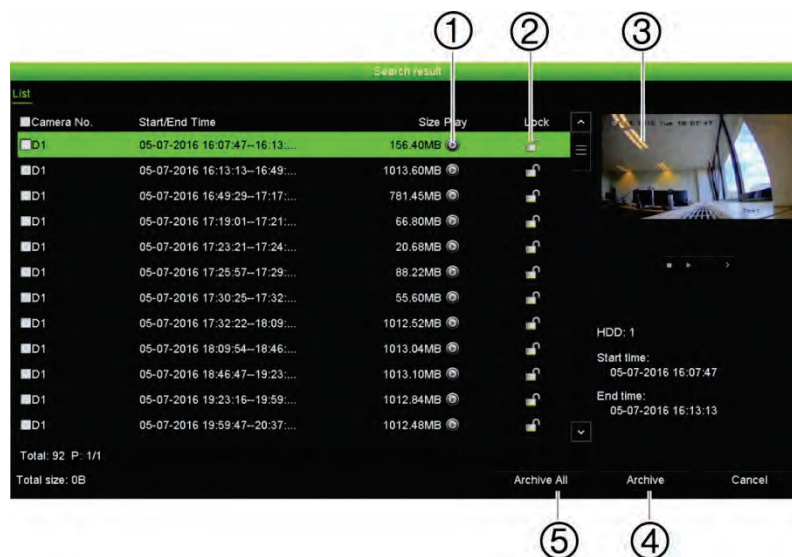 ① ② ③
Search result
List
Camera No. Start/End Time Size Play Lock
D1 05-07-2016 16:07:47--16:13:... 156.40MB
D1 05-07-2016 16:13:13--16:49:... 1013.60MB
D1 05-07-2016 16:49:29--17:17:... 781.45MB
D1 05-07-2016 17:19:01--17:21:... 66.80MB
D1 05-07-2016 17:23:21--17:24:... 20.68MB
D1 05-07-2016 17:25:57--17:29:... 88.22MB
D1 05-07-2016 17:30:25--17:32:... 55.60MB
D1 05-07-2016 17:32:22--18:09:... 1012.52MB
D1 05-07-2016 18:09:54--18:46:... 1013.04MB
D1 05-07-2016 18:46:47--19:23:... 1013.10MB
D1 05-07-2016 19:23:16--19:59:... 1012.84MB
D1 05-07-2016 19:59:47--20:37:... 1012.48MB
Tue 16:07:47
Test
HDD: 1
Start time:
05-07-2016 16:07:47
End time:
05-07-2016 16:13:13
Total: 92 P: 1/1
Total size: 0B
Archive All Archive Cancel
⑤ ④